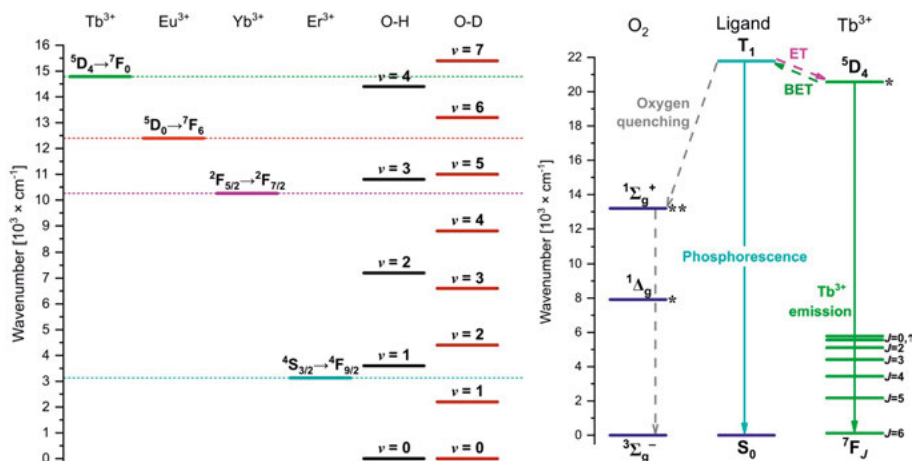 Tb³⁺ Eu³⁺ Yb³⁺ Er³⁺ O-H O-D
Wavenumber [10³ × cm⁻¹]
16
15
14
13
12
11
10
9
8
7
6
5
4
3
2
1
0
⁵D₄→⁷F₀
⁵D₀→⁷F₆
²F₅/₂→²F₇/₂
⁴S₃/₂→⁴F₉/₂
v = 4
v = 3
v = 2
v = 1
v = 0
v = 7
v = 6
v = 5
v = 4
v = 3
v = 2
v = 1
v = 0
O₂ Ligand Tb³⁺
Wavenumber [10³ × cm⁻¹]
22
20
18
16
14
12
10
8
6
4
2
0
T₁
ET
BET
⁵D₄
*
Oxygen
quenching
¹Σg⁺
**
Phosphorescence
¹Δg
*
Tb³⁺
emission
J=0,1
J=2
J=3
J=4
J=5
J=6
³Σg⁻
S₀
⁷FJ